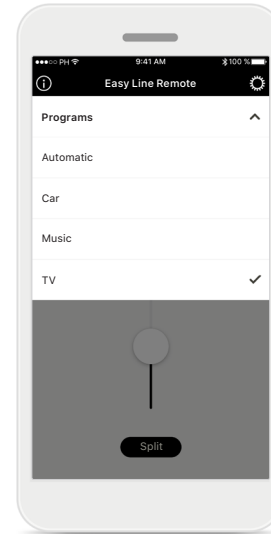 PH 9:41 AM 100 %
Easy Line Remote
Programs
Automatic
Car
Music
TV
Split